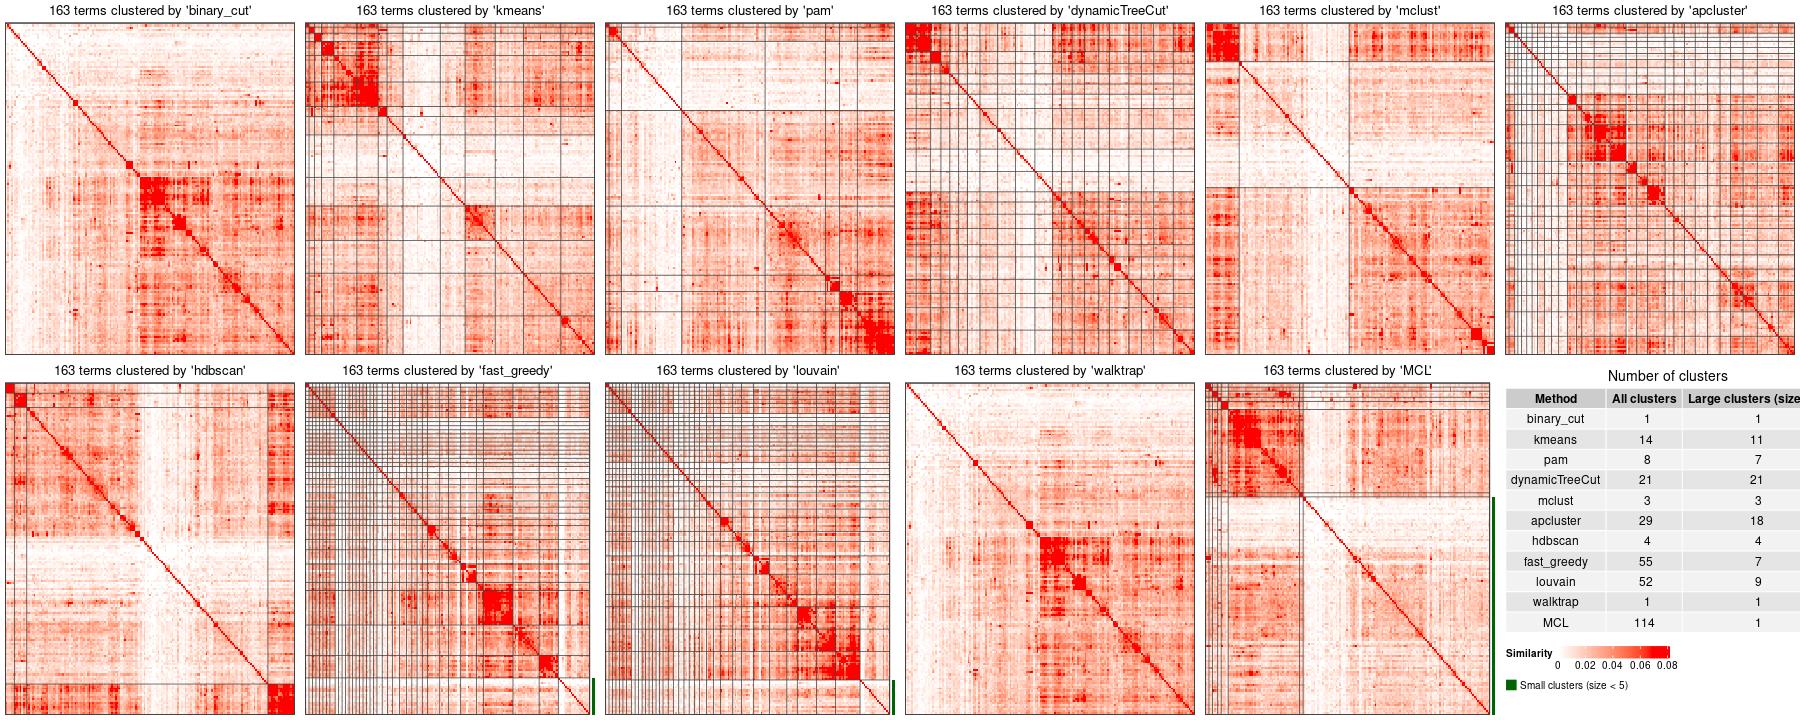 163 terms clustered by 'binary_cut'
163 terms clustered by 'kmeans'
163 terms clustered by 'pam'
163 terms clustered by 'dynamicTreeCut'
163 terms clustered by 'mclust'
163 terms clustered by 'apcluster'
163 terms clustered by 'hdbscan'
163 terms clustered by 'fast_greedy'
163 terms clustered by 'louvain'
163 terms clustered by 'walktrap'
163 terms clustered by 'MCL'
Number of clusters
Method All clusters Large clusters (size
binary_cut 1 1
kmeans 14 11
pam 8 7
dynamicTreeCut 21 21
mclust 3 3
apcluster 29 18
hdbscan 4 4
fast_greedy 55 7
louvain 52 9
walktrap 1 1
MCL 114 1
Similarity
0 0.02 0.04 0.06 0.08
Small clusters (size < 5)